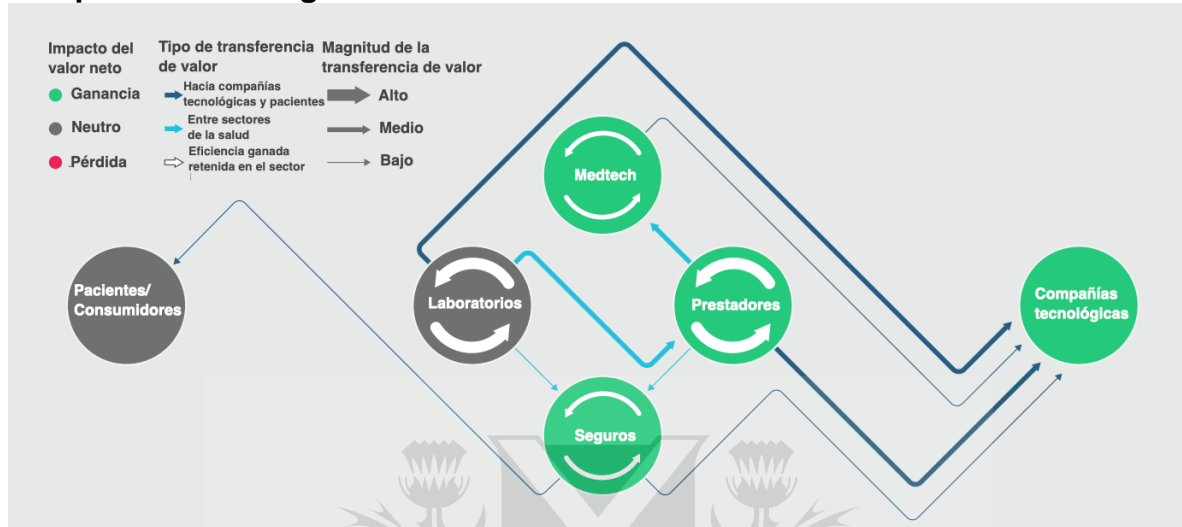 Impacto del
valor neto
Ganancia
Neutro
Pérdida
Tipo de transferencia
de valor
Hacia compañías
tecnológicas y pacientes
Entre sectores
de la salud
Eficiencia ganada
retenida en el sector
Magnitud de la
transferencia de valor
Alto
Medio
Bajo
Medtech
Pacientes/
Consumidores
Laboratorios
Prestadores
Compañías
tecnológicas
Seguros